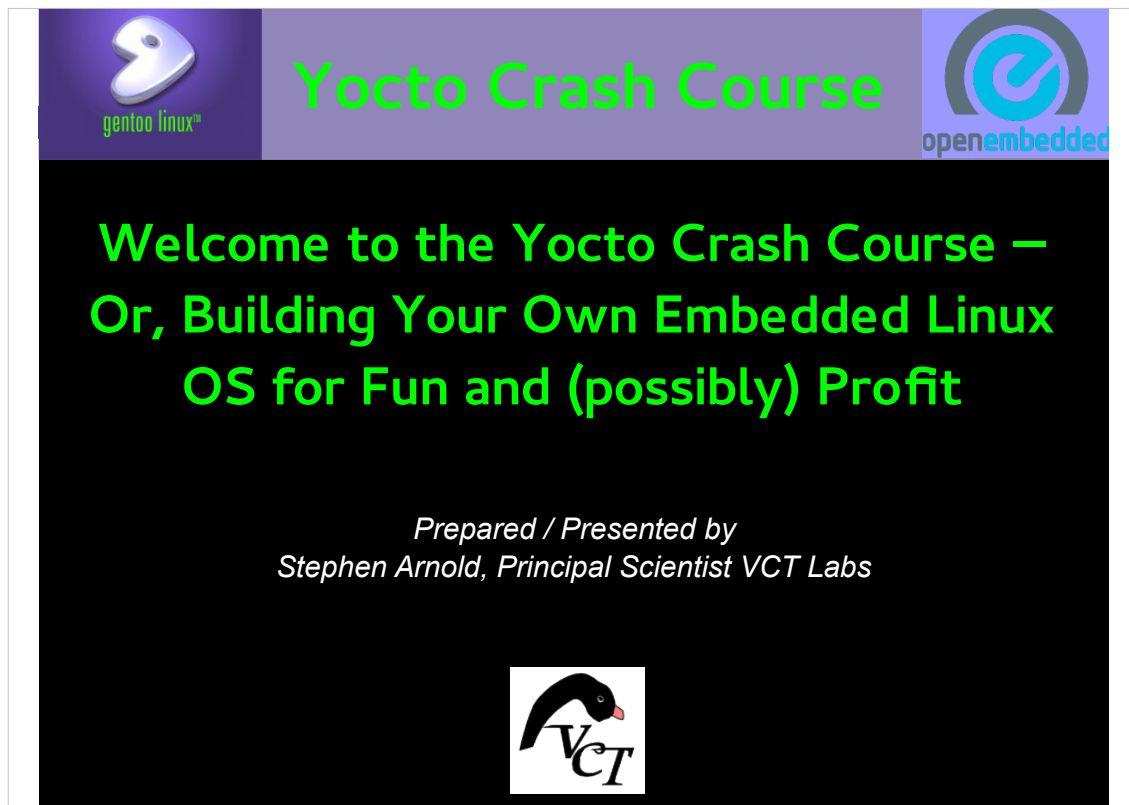 gentoo linux™
Yocto Crash Course
openembedded
Welcome to the Yocto Crash Course –
Or, Building Your Own Embedded Linux
OS for Fun and (possibly) Profit
Prepared / Presented by
Stephen Arnold, Principal Scientist VCT Labs
VCT